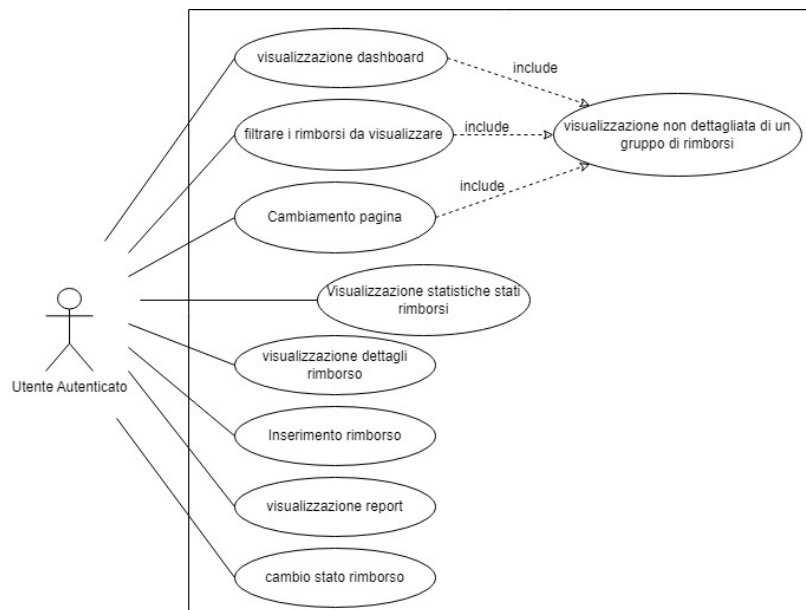 visualizzazione dashboard
include
filtrare i rimborsi da visualizzare
include
visualizzazione non dettagliata di un
gruppo di rimborsi
include
Cambiamento pagina
Visualizzazione statistiche stati
rimborsi
visualizzazione dettagli
rimborso
Utente Autenticato
Inserimento rimborso
visualizzazione report
cambio stato rimborso